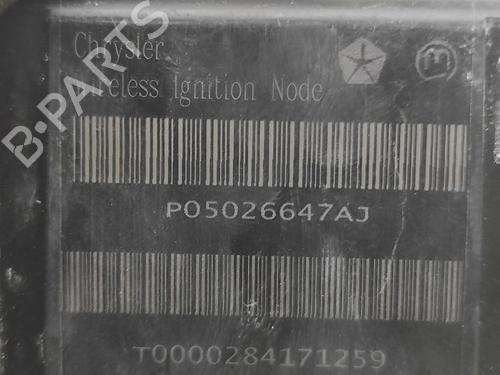 Chrysler
Wireless Ignition Node
P05026647AJ
T0000284171259
B-PARTS